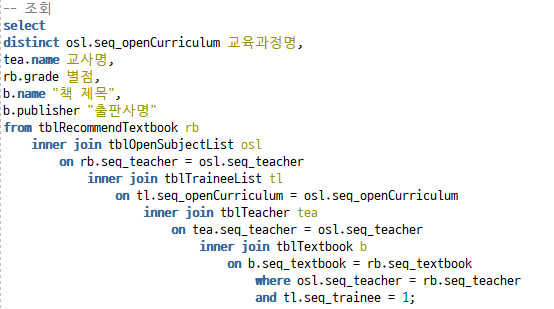 -- 조회
select
distinct osl.seq_openCurriculum 교육과정명,
tea.name 교사명,
rb.grade 별점,
b.name "책 제목",
b.publisher "출판사명"
from tblRecommendTextbook rb
inner join tblOpenSubjectList osl
on rb.seq_teacher = osl.seq_teacher
inner join tblTraineeList tl
on tl.seq_openCurriculum = osl.seq_openCurriculum
inner join tblTeacher tea
on tea.seq_teacher = osl.seq_teacher
inner join tblTextbook b
on b.seq_textbook = rb.seq_textbook
where osl.seq_teacher = rb.seq_teacher
and tl.seq_trainee = 1;